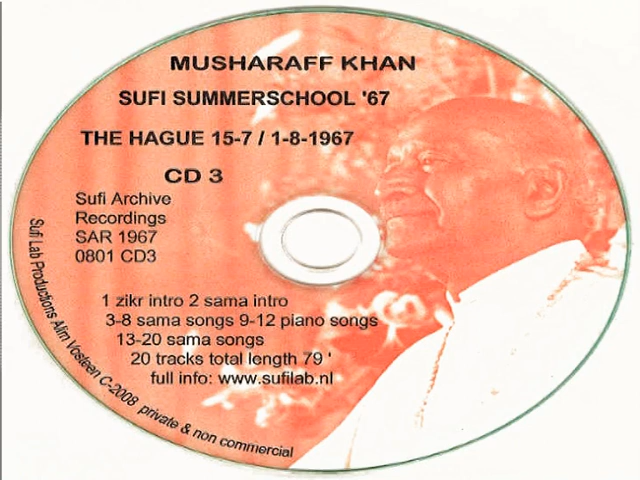 MUSHARAFF KHAN
SUFI SUMMERSCHOOL '67
THE HAGUE 15-7 / 1-8-1967
CD 3
Sufi Archive
Recordings
SAR 1967
0801 CD3
1 zikr intro 2 sama intro
3-8 sama songs 9-12 piano songs
13-20 sama songs
20 tracks total length 79 '
full info: www.sufilab.nl
Sufi Lab Productions Alim Vosteen C-2008 private & non commercial